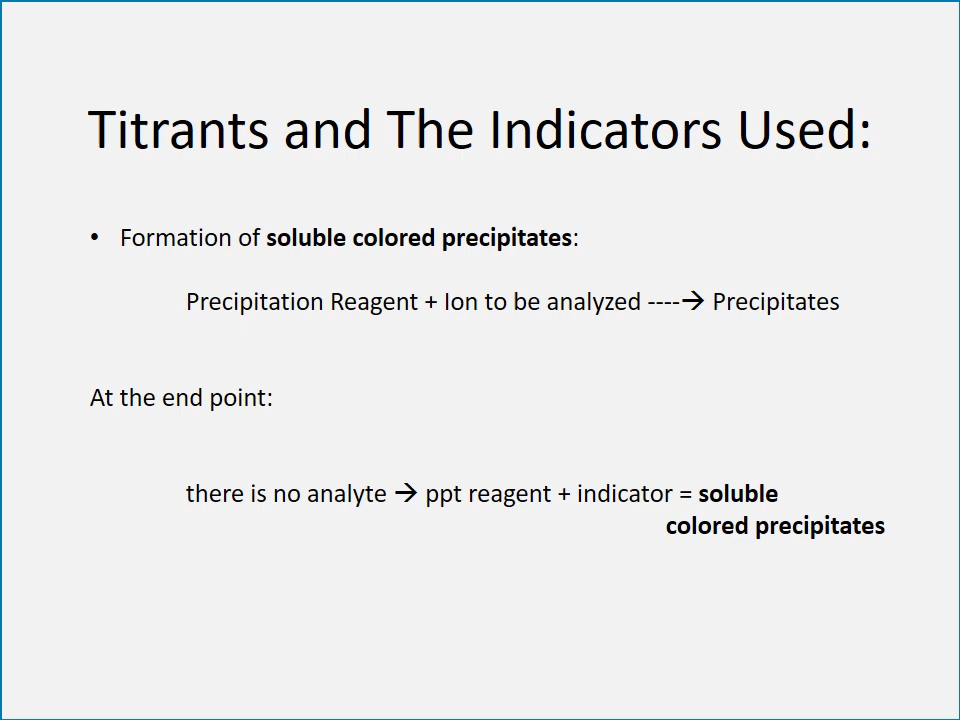 Titrants and The Indicators Used:
• Formation of soluble colored precipitates:
Precipitation Reagent + Ion to be analyzed ----→ Precipitates
At the end point:
there is no analyte → ppt reagent + indicator = soluble
colored precipitates